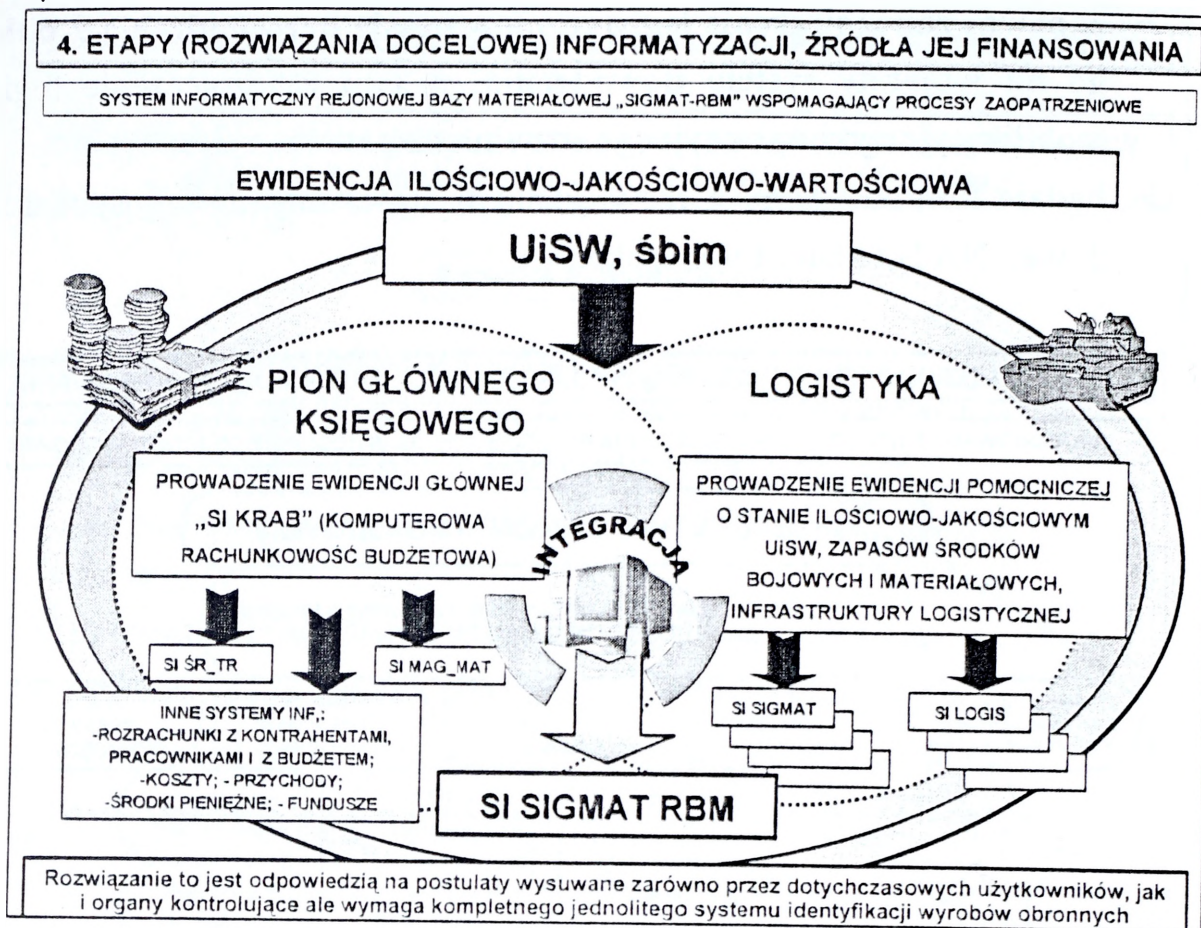 4. ETAPY (ROZWIĄZANIA DOCELOWE) INFORMATYZACJI, ŹRÓDŁA JEJ FINANSOWANIA
SYSTEM INFORMATYCZNY REJONOWEJ BAZY MATERIAŁOWEJ „SIGMAT-RBM” WSPOMAGAJĄCY PROCESY ZAOPATRZENIOWE
EWIDENCJA ILOŚCIOWO-JAKOŚCIOWO-WARTOŚCIOWA
UiSW, śbim
PION GŁÓWNEGO
KSIĘGOWEGO
PROWADZENIE EWIDENCJI GŁÓWNEJ
„SI KRAB” (KOMPUTEROWA
RACHUNKOWOŚĆ BUDŻETOWA)
SI ŚR_TR
SI MAG_MAT
INNE SYSTEMY INF,:
-ROZRACHUNKI Z KONTRAHENTAMI,
PRACOWNIKAMI I Z BUDŻETEM;
-KOSZTY; - PRZYCHODY;
-ŚRODKI PIENIĘŻNE; - FUNDUSZE
INTEGRACJA
LOGISTYKA
PROWADZENIE EWIDENCJI POMOCNICZEJ
O STANIE ILOŚCIOWO-JAKOŚCIOWYM
UiSW, ZAPASÓW ŚRODKÓW
BOJOWYCH I MATERIAŁOWYCH,
INFRASTRUKTURY LOGISTYCZNEJ
SI SIGMAT
SI LOGIS
SI SIGMAT RBM
Rozwiązanie to jest odpowiedzią na postulaty wysuwane zarówno przez dotychczasowych użytkowników, jak
i organy kontrolujące ale wymaga kompletnego jednolitego systemu identyfikacji wyrobów obronnych